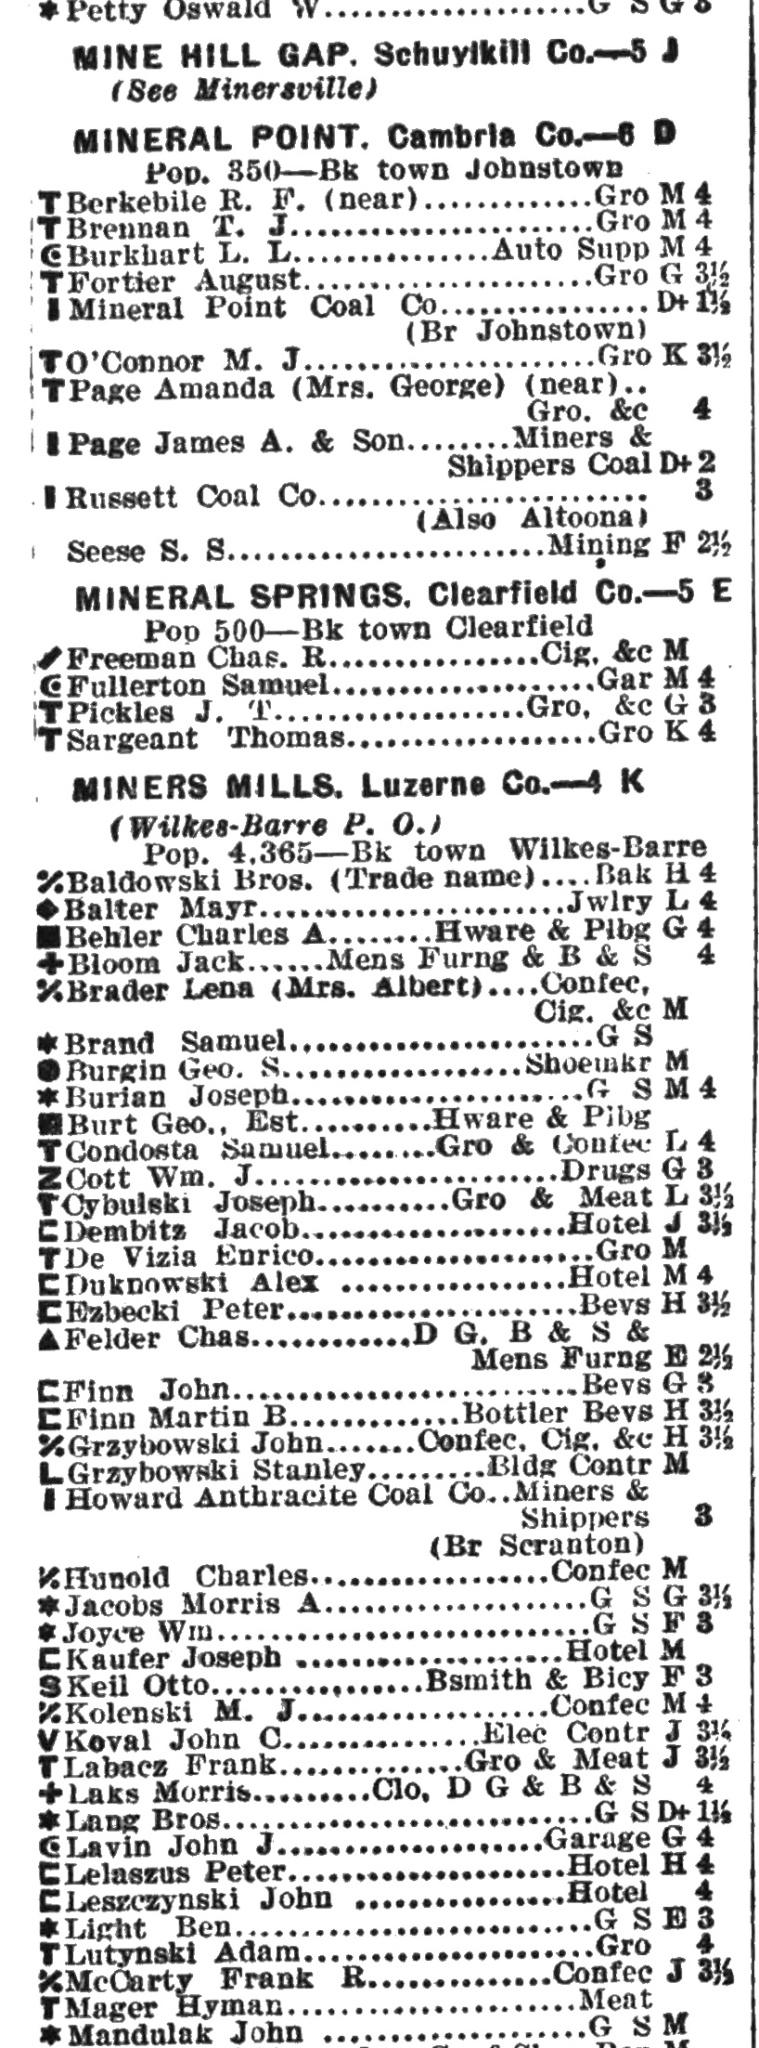 ✱Petty Oswald W......................G S G 3
MINE HILL GAP. Schuylkill Co.—5 J
(See Minersville)
MINERAL POINT. Cambria Co.—6 D
Pop. 350—Bk town Johnstown
T Berkebile R. F. (near).............Gro M 4
T Brennan T. J.......................Gro M 4
C Burkhart L. L...............Auto Supp M 4
T Fortier August.....................Gro G 3½
I Mineral Point Coal Co................D+ 1½
(Br Johnstown)
T O'Connor M. J......................Gro K 3½
T Page Amanda (Mrs. George) (near)..
Gro. &c 4
I Page James A. & Son........Miners &
Shippers Coal D+ 2
I Russett Coal Co........................ 3
(Also Altoona)
Seese S. S.......................Mining F 2½
MINERAL SPRINGS. Clearfield Co.—5 E
Pop 500—Bk town Clearfield
Freeman Chas. R................Cig. &c M
C Fullerton Samuel...................Gar M 4
T Pickles J. T..................Gro, &c G 3
T Sargeant Thomas..................Gro K 4
MINERS MILLS. Luzerne Co.—4 K
(Wilkes-Barre P. O.)
Pop. 4,365—Bk town Wilkes-Barre
⁒Baldowski Bros. (Trade name)....Bak H 4
◆Balter Mayr......................Jwlry L 4
■Behler Charles A........Hware & Plbg G 4
✚Bloom Jack......Mens Furng & B & S 4
⁒Brader Lena (Mrs. Albert)....Confec,
Cig. &c M
✱Brand Samuel......................G S
●Burgin Geo. S.................Shoemkr M
✱Burian Joseph.....................G S M 4
■Burt Geo., Est...........Hware & Plbg
T Condosta Samuel........Gro & Confec L 4
Z Cott Wm. J.....................Drugs G 3
T Cybulski Joseph..........Gro & Meat L 3½
C Dembitz Jacob...................Hotel J 3½
T De Vizia Enrico....................Gro M
C Duknowski Alex ................Hotel M 4
C Ezbecki Peter.....................Bevs H 3½
▲Felder Chas............D G. B & S &
Mens Furng E 2½
C Finn John.........................Bevs G 3
C Finn Martin B............Bottler Bevs H 3½
⁒Grzybowski John.......Confec, Cig, &c H 3½
L Grzybowski Stanley.........Bldg Contr M
I Howard Anthracite Coal Co..Miners &
Shippers 3
(Br Scranton)
⁒Hunold Charles.................Confec M
✱Jacobs Morris A...................G S G 3½
✱Joyce Wm..........................G S F 3
C Kaufer Joseph ...................Hotel M
S Keil Otto..............Bsmith & Bicy F 3
⁒Kolenski M. J..................Confec M 4
V Koval John C..............Elec Contr J 3½
T Labacz Frank.............Gro & Meat J 3½
✚Laks Morris.........Clo, D G & B & S 4
✱Lang Bros.........................G S D+ 1½
C Lavin John J...................Garage G 4
C Lelaszus Peter...................Hotel H 4
C Leszczynski John ..............Hotel 4
✱Light Ben.........................G S E 3
T Lutynski Adam.....................Gro 4
⁒McCarty Frank R.............Confec J 3½
T Mager Hyman.....................Meat
✱Mandulak John ...................G S M